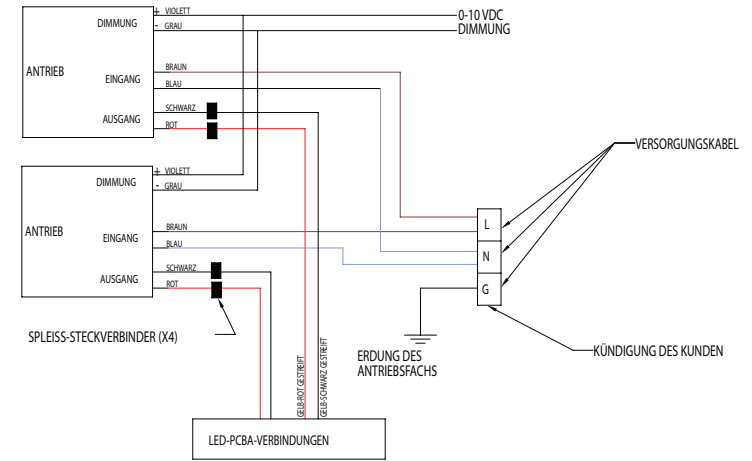 + VIOLETT
DIMMUNG
- GRAU
0-10 VDC
DIMMUNG
ANTRIEB
BRAUN
EINGANG
BLAU
SCHWARZ
AUSGANG
ROT
VERSORGUNGSKABEL
+ VIOLETT
DIMMUNG
- GRAU
ANTRIEB
BRAUN
EINGANG
BLAU
SCHWARZ
AUSGANG
ROT
L
N
G
SPLEISS-STECKVERBINDER (X4)
ERDUNG DES
ANTRIEBSFACHS
KÜNDIGUNG DES KUNDEN
GELB-ROT GESTREIFT
GELB-SCHWARZ GESTREIFT
LED-PCBA-VERBINDUNGEN